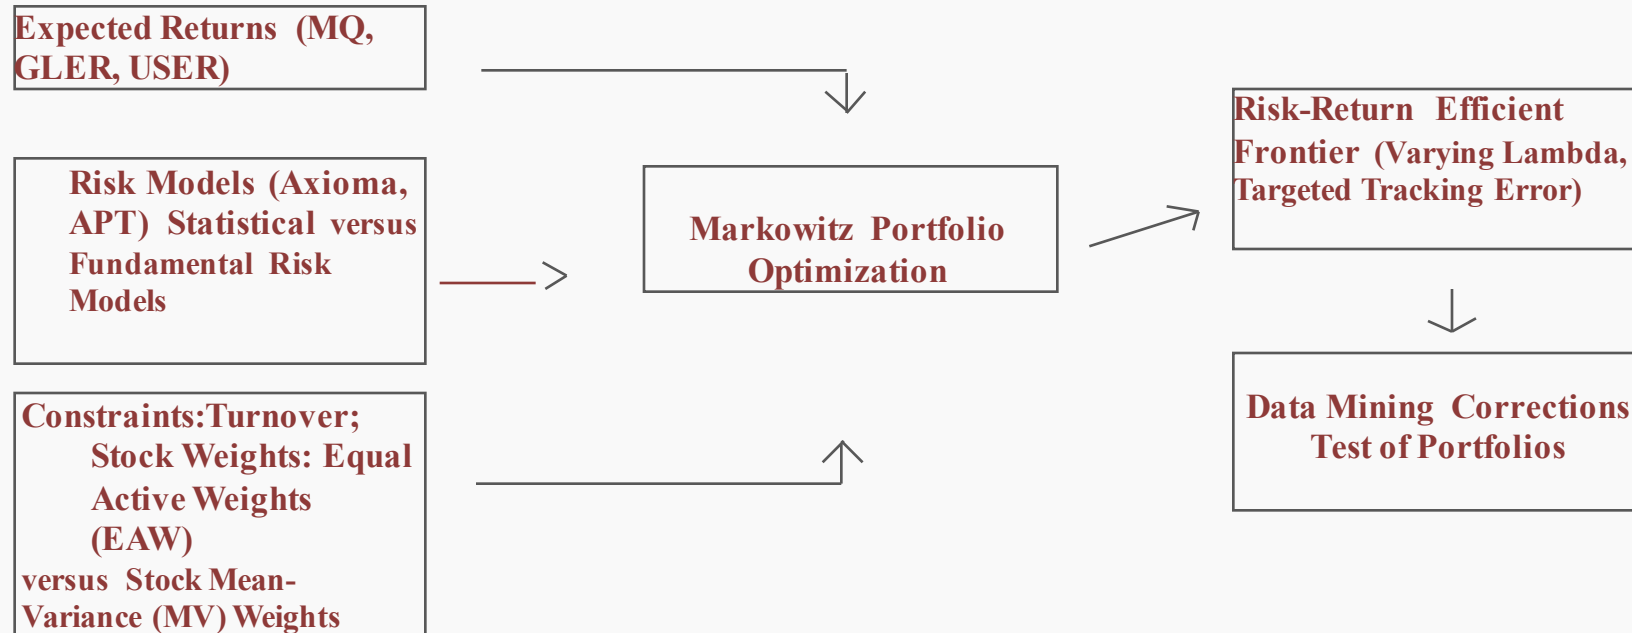 Expected Returns (MQ,
GLER, USER)
Risk Models (Axioma,
APT) Statistical versus
Fundamental Risk
Models
Constraints:Turnover;
Stock Weights: Equal
Active Weights
(EAW)
versus Stock Mean-
Variance (MV) Weights
Markowitz Portfolio
Optimization
Risk-Return Efficient
Frontier (Varying Lambda,
Targeted Tracking Error)
Data Mining Corrections
Test of Portfolios